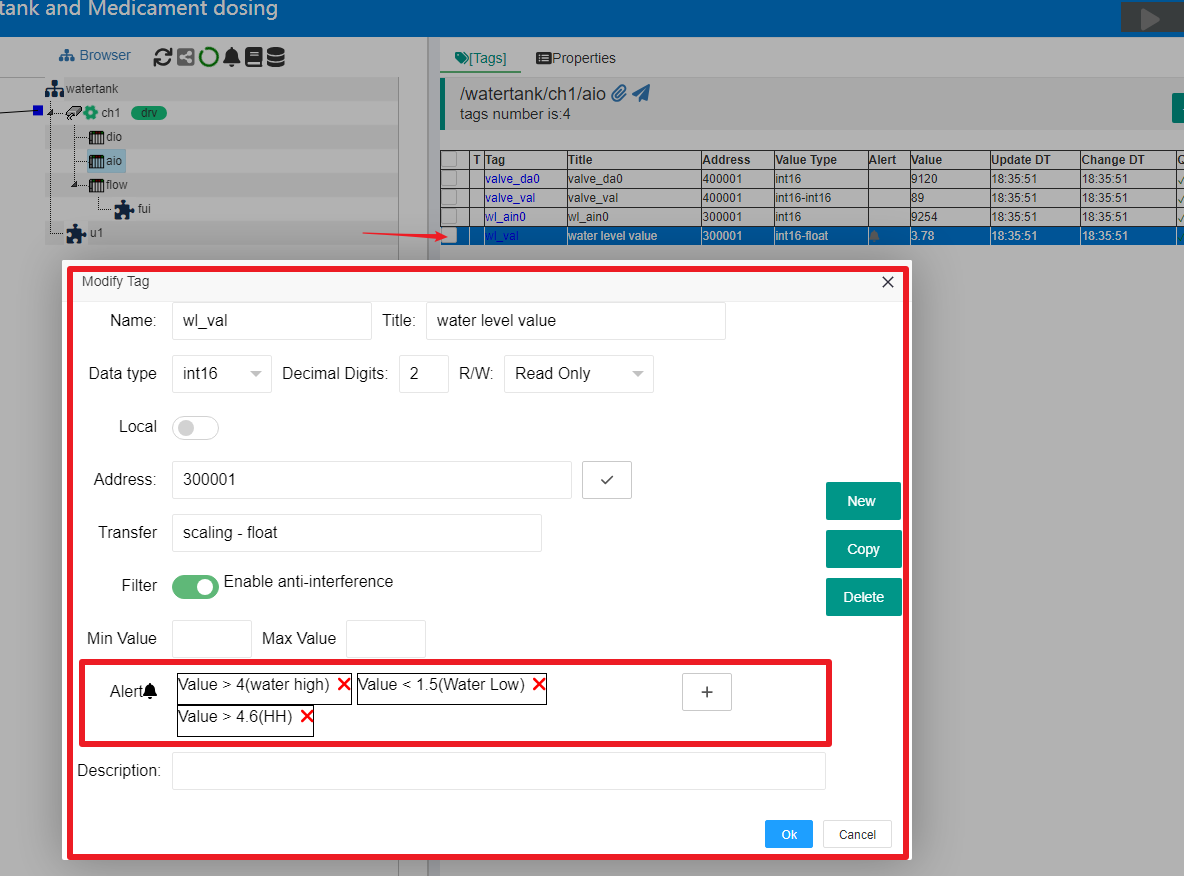 tank and Medicament dosing
Browser
[Tags] Properties
watertank
ch1 drv
dio
aio
flow
fui
u1
/watertank/ch1/aio
tags number is:4
T Tag Title Address Value Type Alert Value Update DT Change DT
valve_da0 valve_da0 400001 int16 9120 18:35:51 18:35:51
valve_val valve_val 400001 int16-int16 89 18:35:51 18:35:51
wl_ain0 wl_ain0 300001 int16 9254 18:35:51 18:35:51
wl_val water level value 300001 int16-float 3.78 18:35:51 18:35:51
Modify Tag
Name: wl_val Title: water level value
Data type int16 Decimal Digits: 2 R/W: Read Only
Local
Address: 300001
New
Transfer scaling - float
Copy
Filter Enable anti-interference
Delete
Min Value Max Value
Alert Value > 4(water high) Value < 1.5(Water Low) +
Value > 4.6(HH)
Description:
Ok Cancel